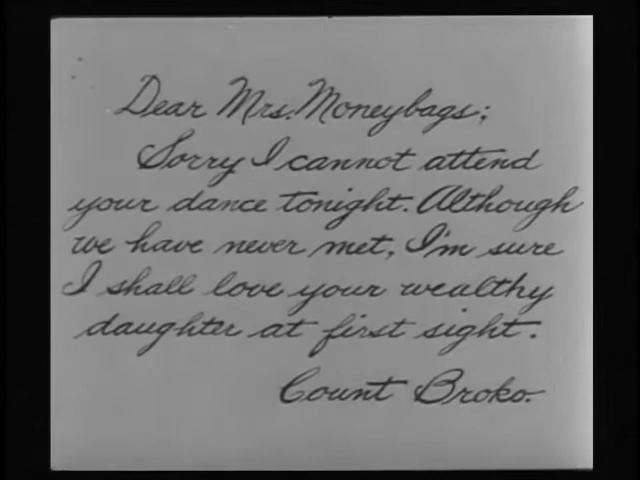 Dear Mrs. Moneybags;
Sorry I cannot attend
your dance tonight. Although
we have never met, I'm sure
I shall love your wealthy
daughter at first sight.
Count Broko.